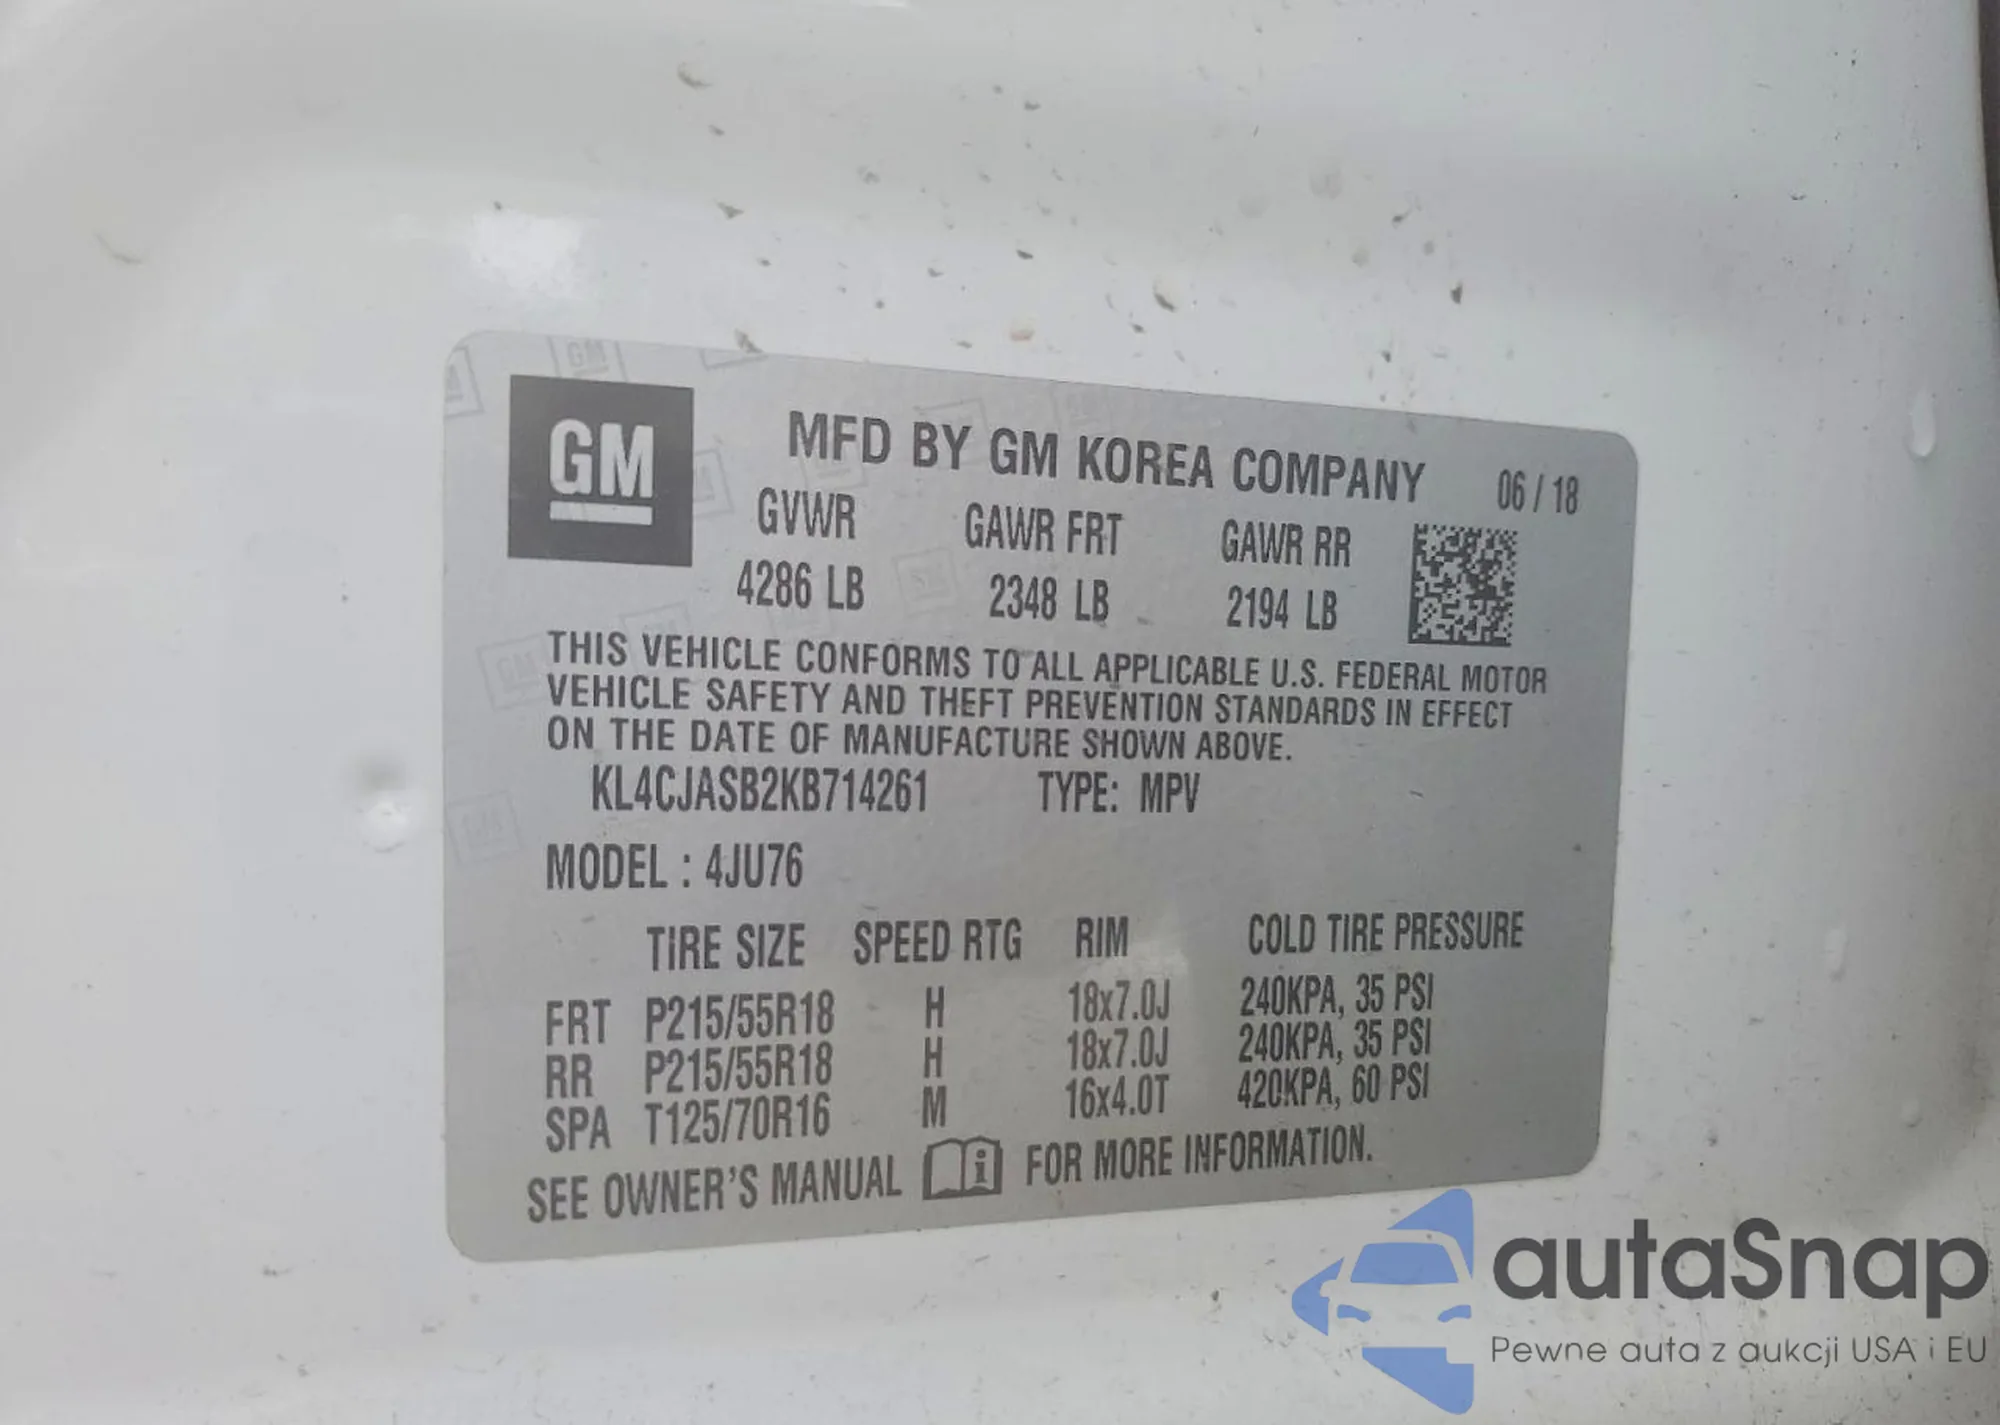 GM
MFD BY GM KOREA COMPANY 06 / 18
GVWR GAWR FRT GAWR RR
4286 LB 2348 LB 2194 LB
THIS VEHICLE CONFORMS TO ALL APPLICABLE U.S. FEDERAL MOTOR
VEHICLE SAFETY AND THEFT PREVENTION STANDARDS IN EFFECT
ON THE DATE OF MANUFACTURE SHOWN ABOVE.
KL4CJASB2KB714261 TYPE: MPV
MODEL : 4JU76
TIRE SIZE SPEED RTG RIM COLD TIRE PRESSURE
FRT P215/55R18 H 18x7.0J 240KPA, 35 PSI
RR P215/55R18 H 18x7.0J 240KPA, 35 PSI
SPA T125/70R16 M 16x4.0T 420KPA, 60 PSI
SEE OWNER'S MANUAL i FOR MORE INFORMATION.
autaSnap
Pewne auta z aukcji USA i EU